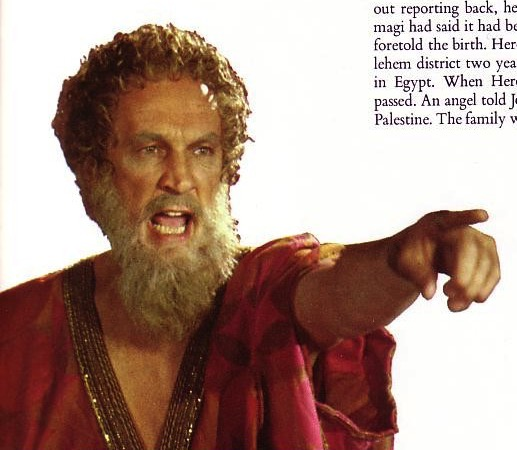 out reporting back, he
magi had said it had be
foretold the birth. Her
lehem district two yea
in Egypt. When Her
passed. An angel told J
Palestine. The family w